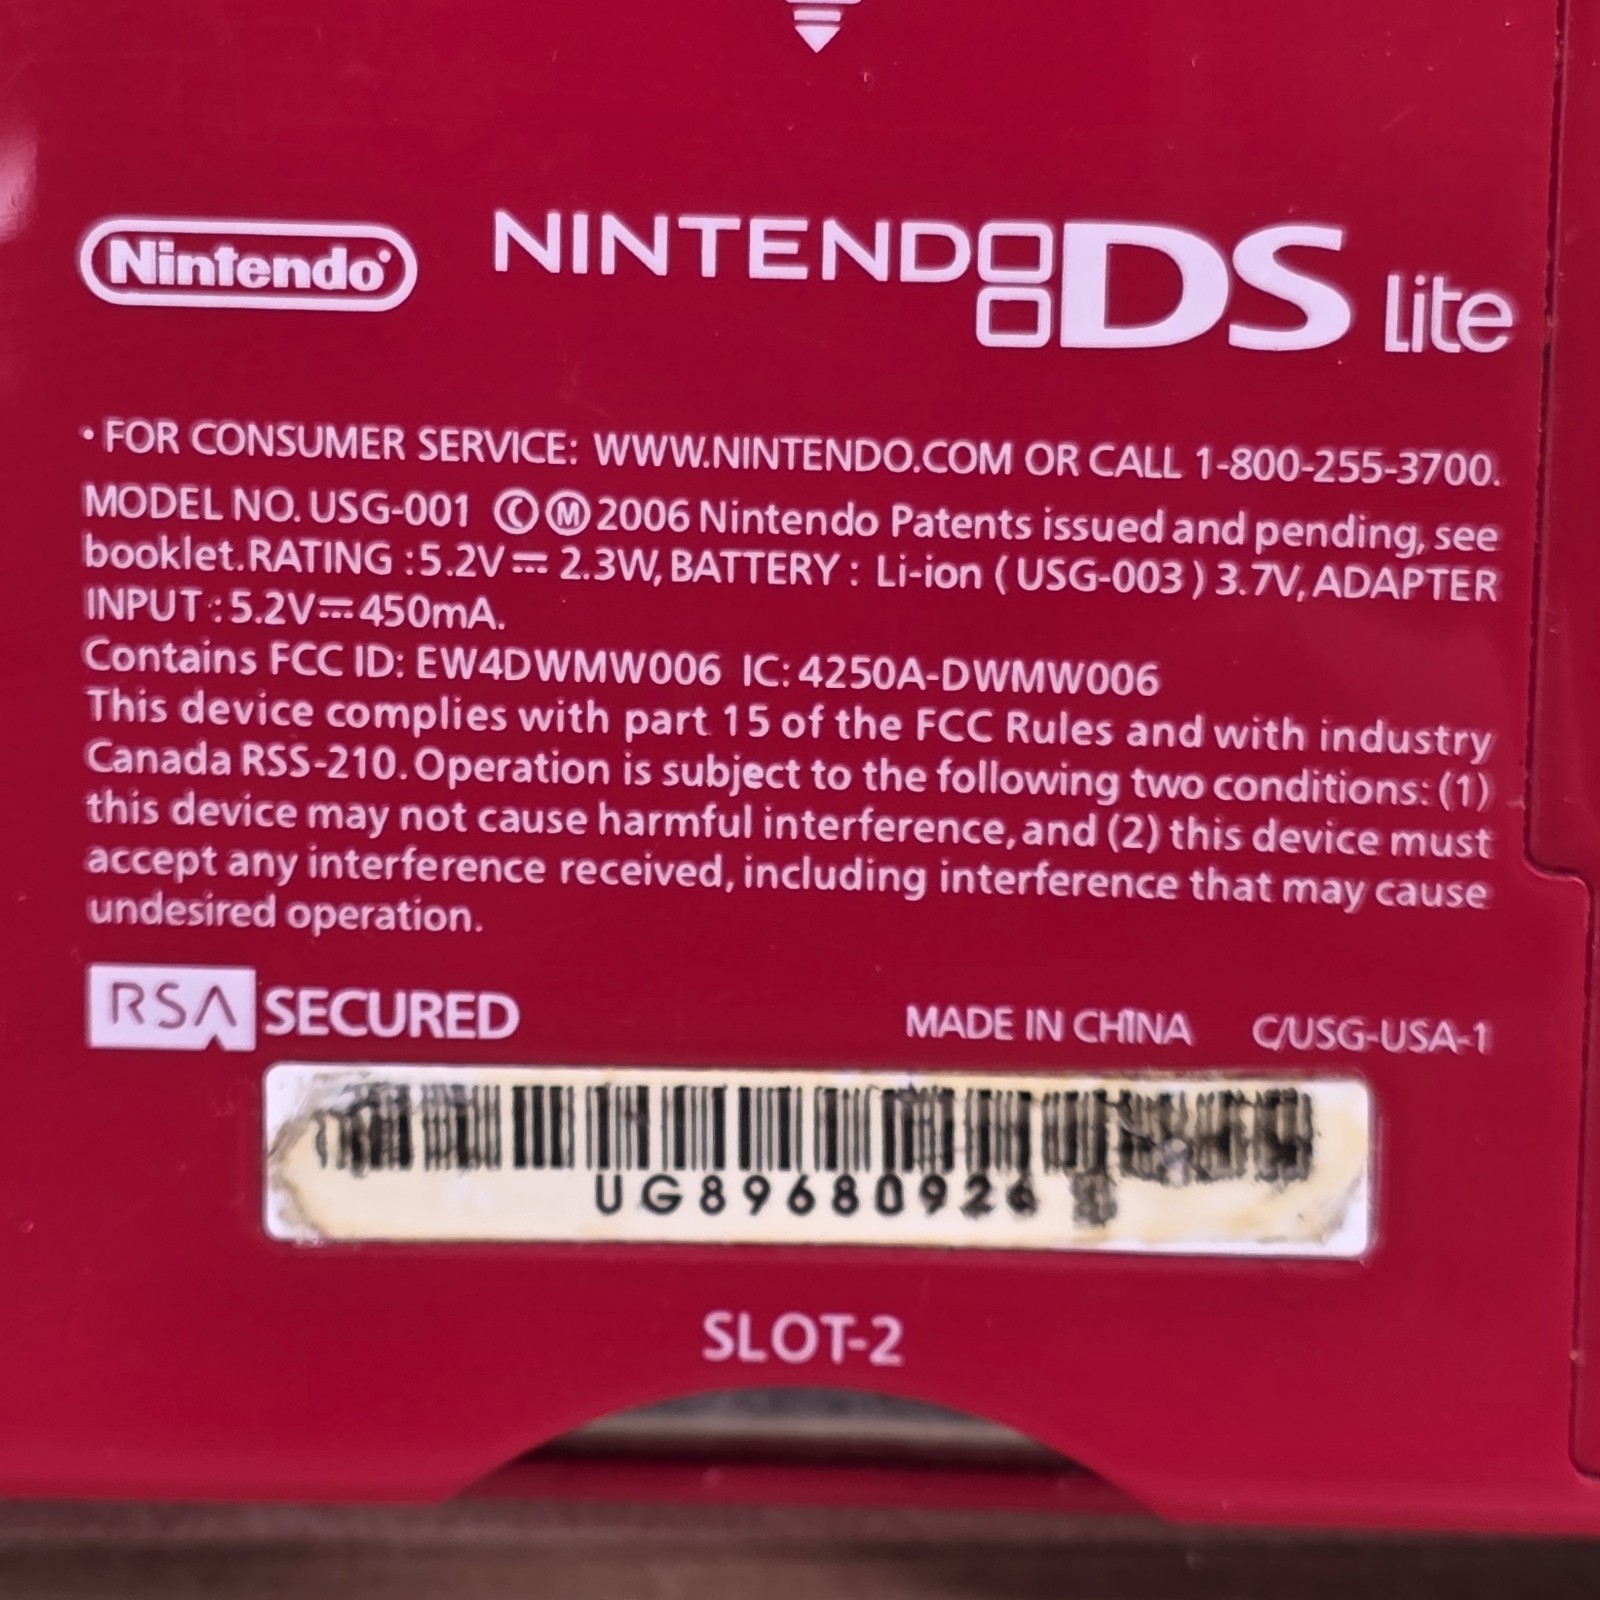 Nintendo®
NINTENDO DS Lite
• FOR CONSUMER SERVICE: WWW.NINTENDO.COM OR CALL 1-800-255-3700.
MODEL NO. USG-001 ©Ⓜ2006 Nintendo Patents issued and pending, see
booklet. RATING : 5.2V⎓ 2.3W, BATTERY : Li-ion ( USG-003 ) 3.7V, ADAPTER
INPUT : 5.2V⎓450mA.
Contains FCC ID: EW4DWMW006 IC: 4250A-DWMW006
This device complies with part 15 of the FCC Rules and with industry
Canada RSS-210. Operation is subject to the following two conditions: (1)
this device may not cause harmful interference, and (2) this device must
accept any interference received, including interference that may cause
undesired operation.
RSA SECURED
MADE IN CHINA C/USG-USA-1
SLOT-2